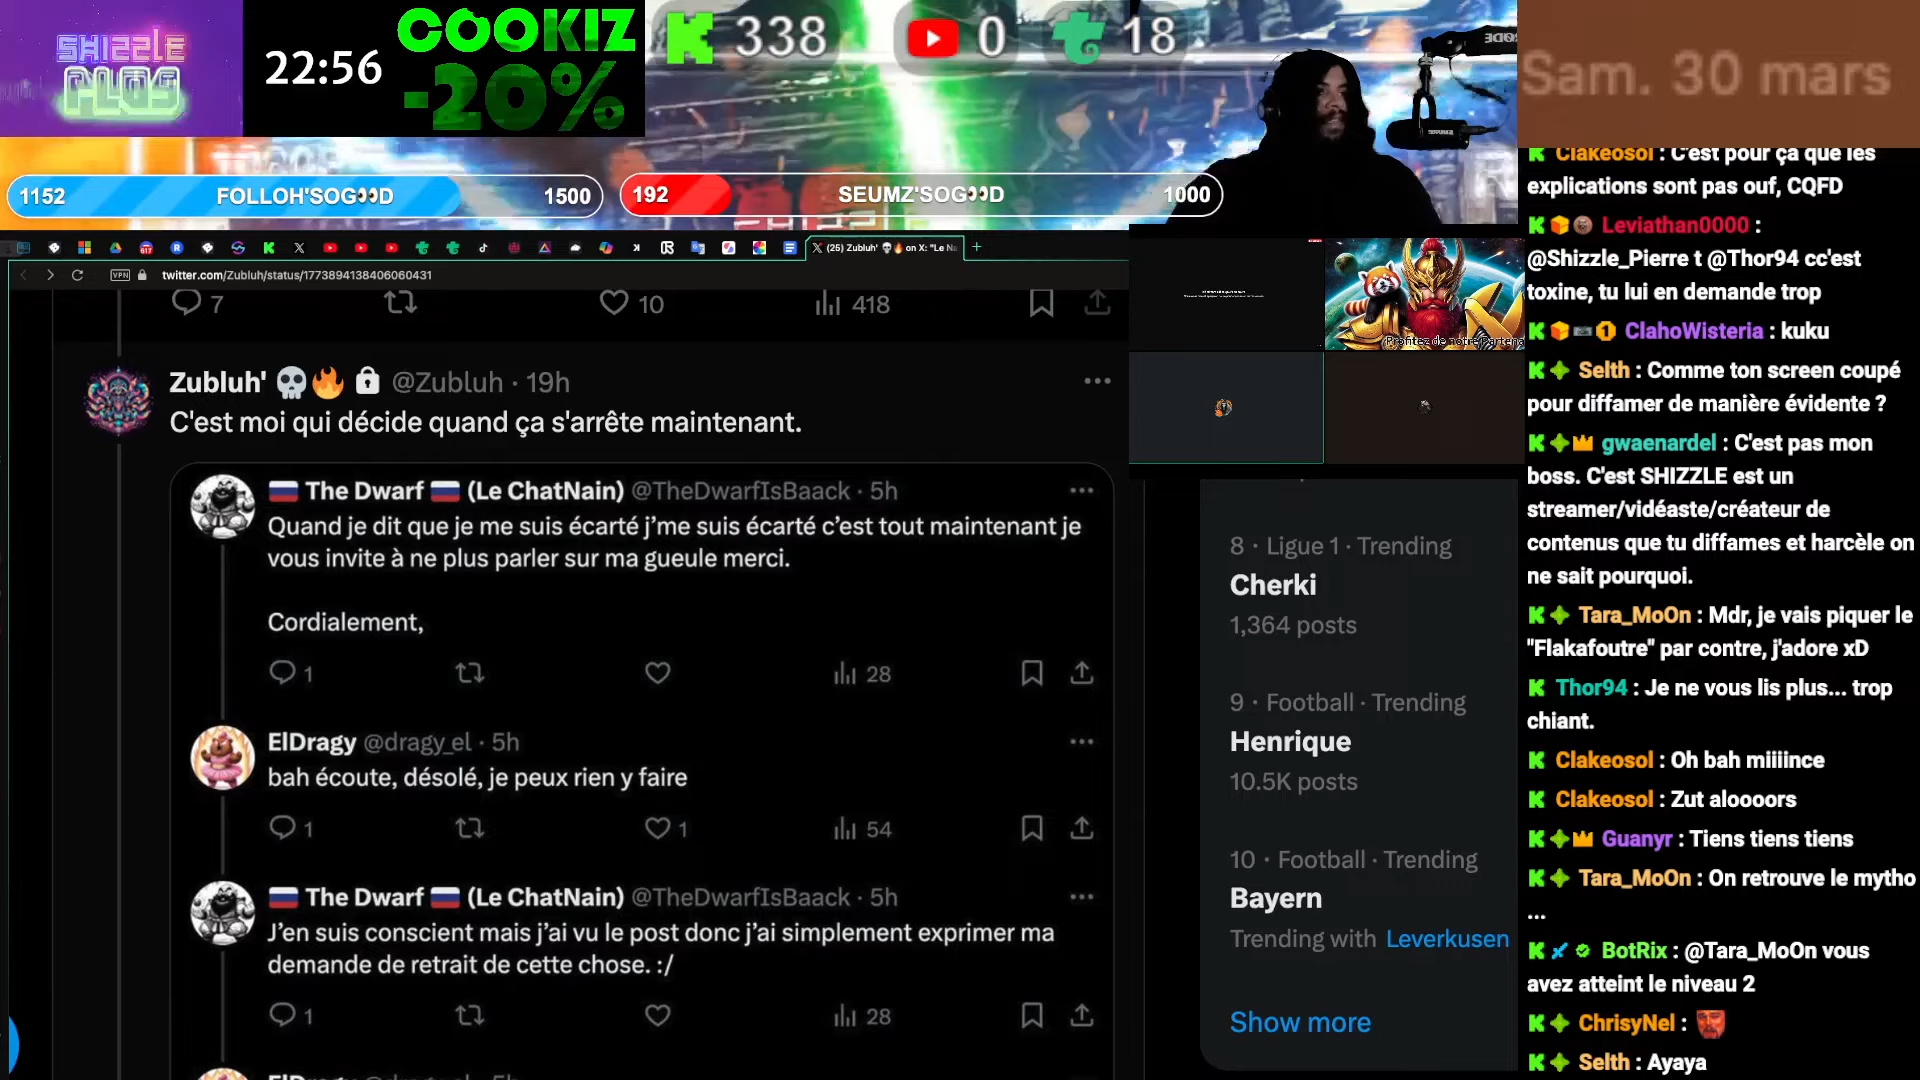 SHIZZLE
PLUS
22:56
COOKIZ
-20%
338
0
18
Sam. 30 mars
1152 FOLLOH'SOG👀D 1500
192 SEUMZ'SOG👀D 1000
(25) Zubluh' 💀🔥 on X: "Le Na
VPN twitter.com/Zubluh/status/1773894138406060431
7 10 418
Zubluh' 💀🔥🔒 @Zubluh · 19h
C'est moi qui décide quand ça s'arrête maintenant.
🇷🇺 The Dwarf 🇷🇺 (Le ChatNain) @TheDwarfIsBaack · 5h
Quand je dit que je me suis écarté j'me suis écarté c'est tout maintenant je
vous invite à ne plus parler sur ma gueule merci.
Cordialement,
1 28
ElDragy @dragy_el · 5h
bah écoute, désolé, je peux rien y faire
1 1 54
🇷🇺 The Dwarf 🇷🇺 (Le ChatNain) @TheDwarfIsBaack · 5h
J'en suis conscient mais j'ai vu le post donc j'ai simplement exprimer ma
demande de retrait de cette chose. :/
1 28
Profitez de notre Partena
8 · Ligue 1 · Trending
Cherki
1,364 posts
9 · Football · Trending
Henrique
10.5K posts
10 · Football · Trending
Bayern
Trending with Leverkusen
Show more
Clakeosol : C'est pour ça que les
explications sont pas ouf, CQFD
Leviathan0000 :
@Shizzle_Pierre t @Thor94 cc'est
toxine, tu lui en demande trop
ClahoWisteria : kuku
Selth : Comme ton screen coupé
pour diffamer de manière évidente ?
gwaenardel : C'est pas mon
boss. C'est SHIZZLE est un
streamer/vidéaste/créateur de
contenus que tu diffames et harcèle on
ne sait pourquoi.
Tara_MoOn : Mdr, je vais piquer le
"Flakafoutre" par contre, j'adore xD
Thor94 : Je ne vous lis plus... trop
chiant.
Clakeosol : Oh bah miiiince
Clakeosol : Zut aloooors
Guanyr : Tiens tiens tiens
Tara_MoOn : On retrouve le mytho
...
BotRix : @Tara_MoOn vous
avez atteint le niveau 2
ChrisyNel :
Selth : Ayaya